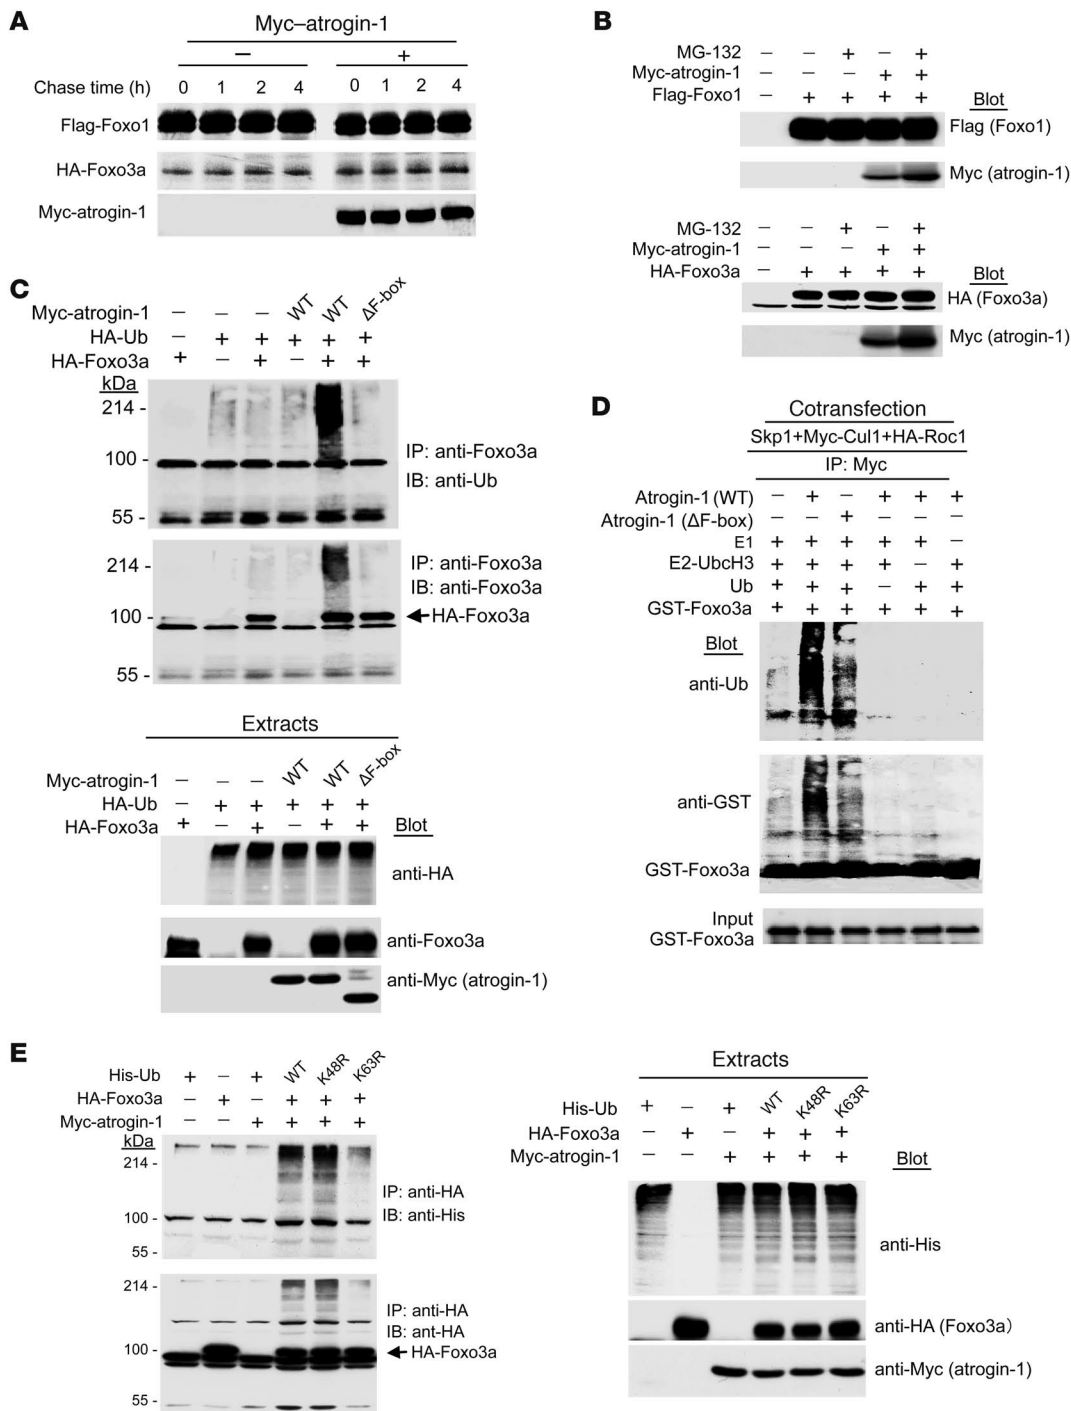 A
Myc–atrogin-1
— +
Chase time (h) 0 1 2 4 0 1 2 4
Flag-Foxo1
HA-Foxo3a
Myc-atrogin-1
B
MG-132 – – + – +
Myc-atrogin-1 – – – + +
Flag-Foxo1 – + + + +
Blot
Flag (Foxo1)
Myc (atrogin-1)
MG-132 – – + – +
Myc-atrogin-1 – – – + +
HA-Foxo3a – + + + +
Blot
HA (Foxo3a)
Myc (atrogin-1)
C
Myc-atrogin-1 – – – WT WT ΔF-box
HA-Ub – + + + + +
HA-Foxo3a + – + – + +
kDa
214 -
100 -
55 -
IP: anti-Foxo3a
IB: anti-Ub
214 -
100 -
55 -
IP: anti-Foxo3a
IB: anti-Foxo3a
HA-Foxo3a
Extracts
Myc-atrogin-1 – – – WT WT ΔF-box
HA-Ub – + + + + +
HA-Foxo3a + – + – + +
Blot
anti-HA
anti-Foxo3a
anti-Myc (atrogin-1)
D
Cotransfection
Skp1+Myc-Cul1+HA-Roc1
IP: Myc
Atrogin-1 (WT) – + – + + +
Atrogin-1 (ΔF-box) – – + – – –
E1 + + + + + –
E2-UbcH3 + + + + – +
Ub + + + – + +
GST-Foxo3a + + + + + +
Blot
anti-Ub
anti-GST
GST-Foxo3a
Input
GST-Foxo3a
E
His-Ub + – + WT K48R K63R
HA-Foxo3a – + – + + +
Myc-atrogin-1 – – + + + +
kDa
214 -
100 -
55 -
IP: anti-HA
IB: anti-His
214 -
100 -
55 -
IP: anti-HA
IB: ant-HA
HA-Foxo3a
Extracts
His-Ub + – + WT K48R K63R
HA-Foxo3a – + – + + +
Myc-atrogin-1 – – + + + +
Blot
anti-His
anti-HA (Foxo3a)
anti-Myc (atrogin-1)